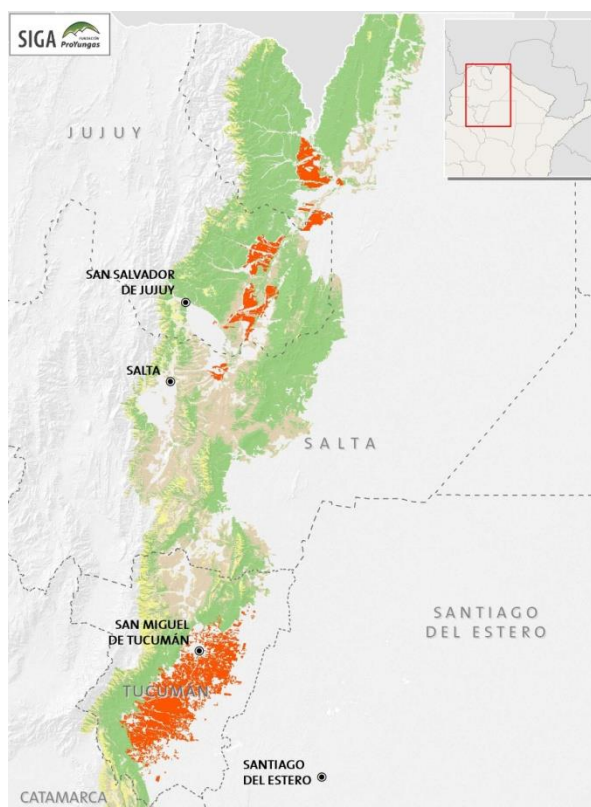 SIGA
FUNDACIÓN
ProYungas
JUJUY
SAN SALVADOR
DE JUJUY
SALTA
SALTA
SAN MIGUEL
DE TUCUMÁN
TUCUMÁN
SANTIAGO
DEL ESTERO
SANTIAGO
DEL ESTERO
CATAMARCA